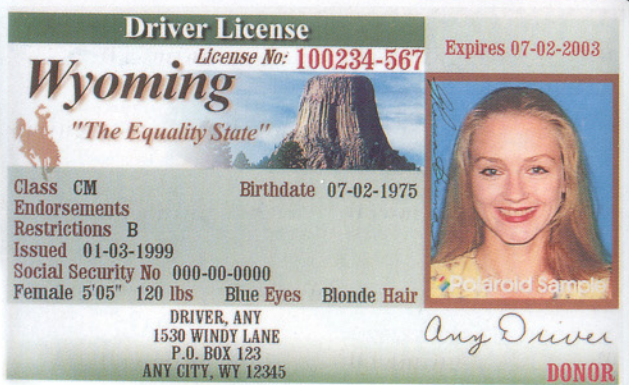 Driver License
License No: 100234-567
Expires 07-02-2003
Wyoming
"The Equality State"
Class CM Birthdate 07-02-1975
Endorsements
Restrictions B
Issued 01-03-1999
Social Security No 000-00-0000
Female 5'05" 120 lbs Blue Eyes Blonde Hair
Polaroid Sample
DRIVER, ANY
1530 WINDY LANE
P.O. BOX 123
ANY CITY, WY 12345
Any Driver
DONOR